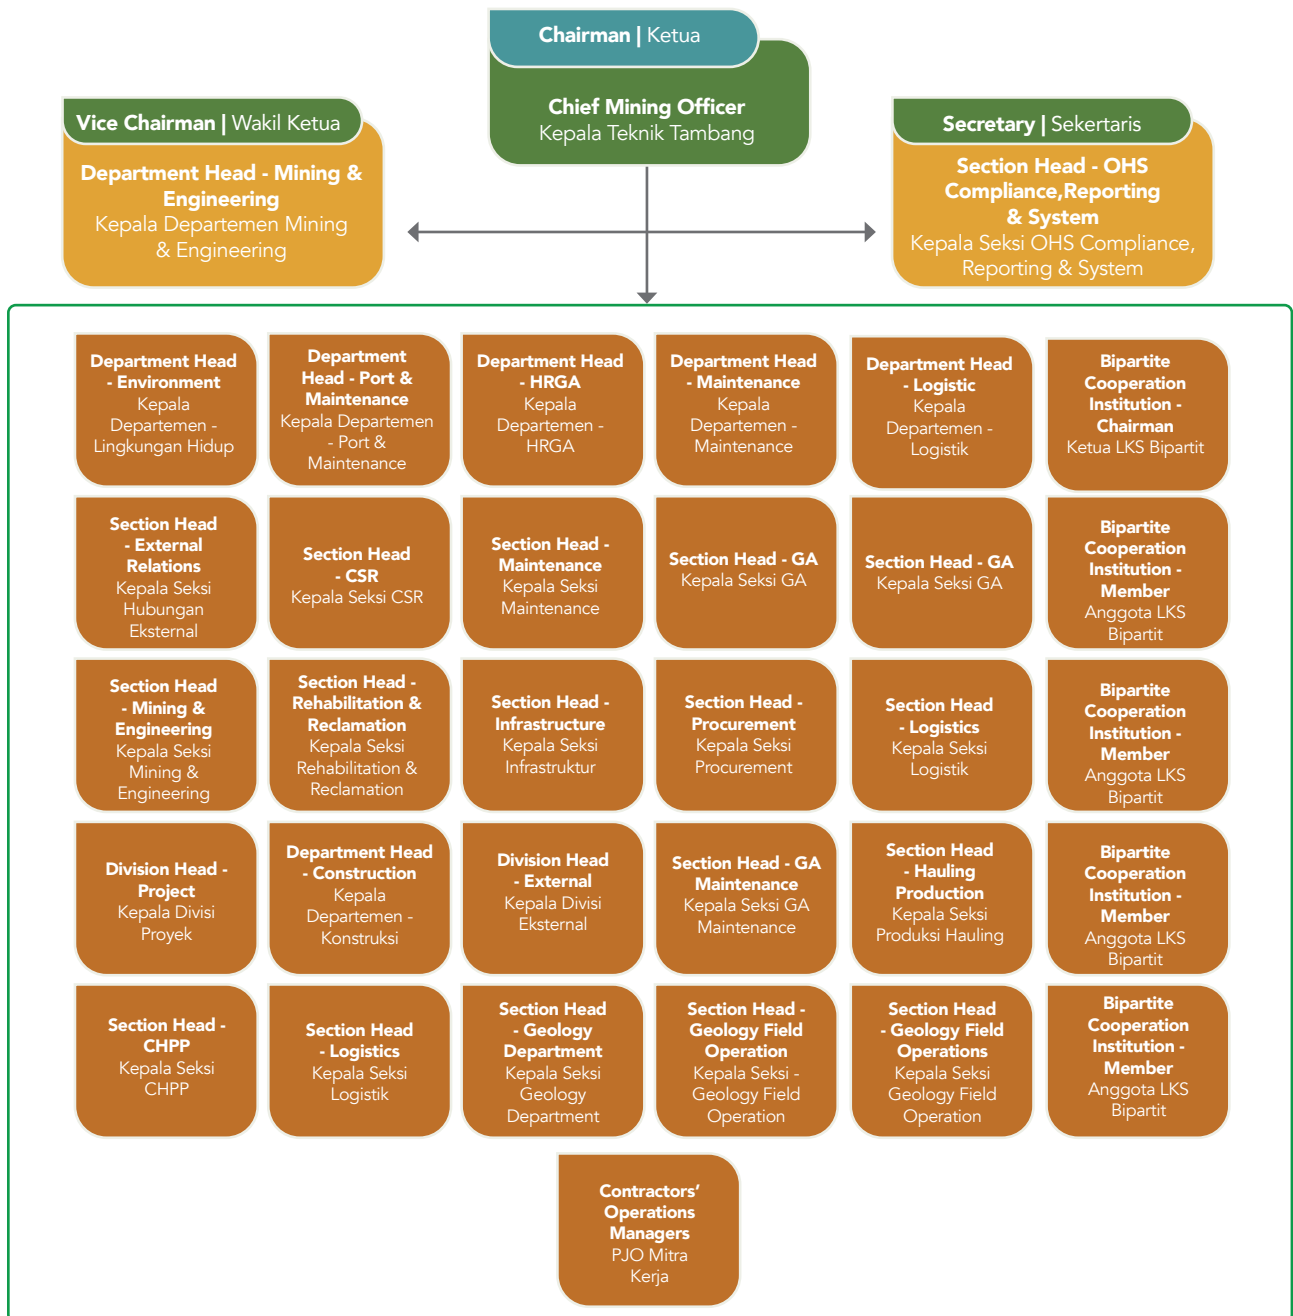 Chairman | Ketua
Chief Mining Officer
Kepala Teknik Tambang
Vice Chairman | Wakil Ketua
Department Head - Mining &
Engineering
Kepala Departemen Mining
& Engineering
Secretary | Sekertaris
Section Head - OHS
Compliance,Reporting
& System
Kepala Seksi OHS Compliance,
Reporting & System
Department Head
- Environment
Kepala
Departemen -
Lingkungan Hidup
Department
Head - Port &
Maintenance
Kepala Departemen
- Port &
Maintenance
Department Head
- HRGA
Kepala
Departemen -
HRGA
Department Head
- Maintenance
Kepala
Departemen -
Maintenance
Department Head
- Logistic
Kepala
Departemen -
Logistik
Bipartite
Cooperation
Institution -
Chairman
Ketua LKS Bipartit
Section Head
- External
Relations
Kepala Seksi
Hubungan
Eksternal
Section Head
- CSR
Kepala Seksi CSR
Section Head -
Maintenance
Kepala Seksi
Maintenance
Section Head - GA
Kepala Seksi GA
Section Head - GA
Kepala Seksi GA
Bipartite
Cooperation
Institution -
Member
Anggota LKS
Bipartit
Section Head
- Mining &
Engineering
Kepala Seksi
Mining &
Engineering
Section Head -
Rehabilitation &
Reclamation
Kepala Seksi
Rehabilitation &
Reclamation
Section Head -
Infrastructure
Kepala Seksi
Infrastruktur
Section Head -
Procurement
Kepala Seksi
Procurement
Section Head
- Logistics
Kepala Seksi
Logistik
Bipartite
Cooperation
Institution -
Member
Anggota LKS
Bipartit
Division Head -
Project
Kepala Divisi
Proyek
Department Head
- Construction
Kepala
Departemen -
Konstruksi
Division Head
- External
Kepala Divisi
Eksternal
Section Head - GA
Maintenance
Kepala Seksi GA
Maintenance
Section Head
- Hauling
Production
Kepala Seksi
Produksi Hauling
Bipartite
Cooperation
Institution -
Member
Anggota LKS
Bipartit
Section Head -
CHPP
Kepala Seksi
CHPP
Section Head
- Logistics
Kepala Seksi
Logistik
Section Head
- Geology
Department
Kepala Seksi
Geology
Department
Section Head -
Geology Field
Operation
Kepala Seksi -
Geology Field
Operation
Section Head
- Geology Field
Operations
Kepala Seksi
Geology Field
Operation
Bipartite
Cooperation
Institution -
Member
Anggota LKS
Bipartit
Contractors’
Operations
Managers
PJO Mitra
Kerja